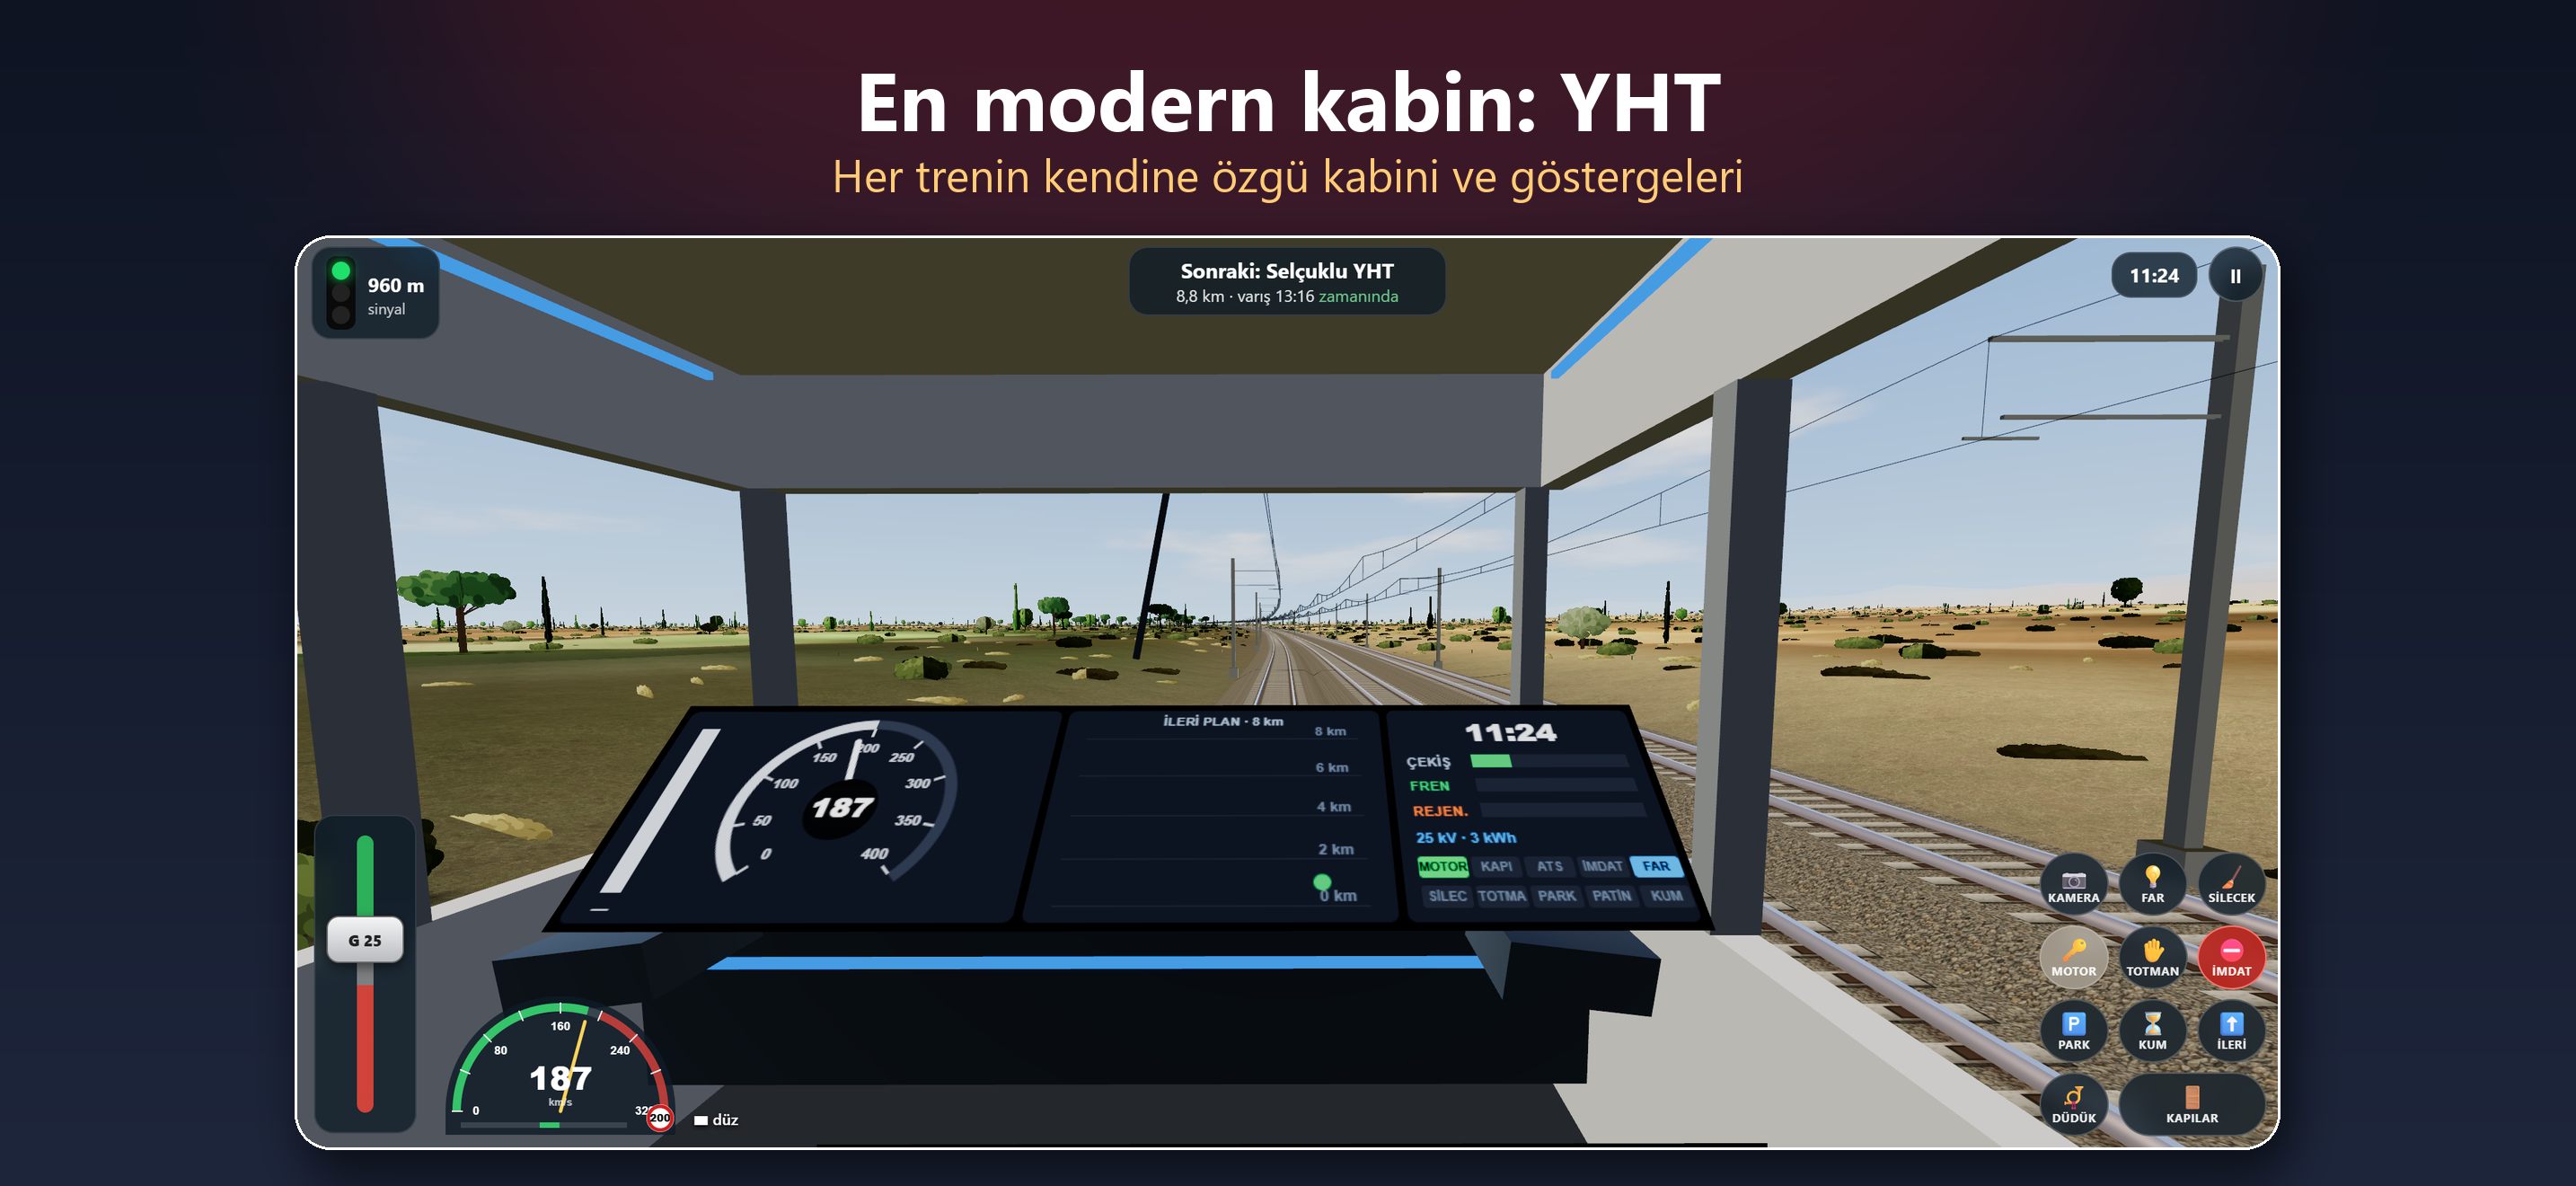 En modern kabin: YHT
Her trenin kendine özgü kabini ve göstergeleri
960 m
sinyal
Sonraki: Selçuklu YHT
8,8 km · varış 13:16 zamanında
11:24
İLERİ PLAN · 8 km
8 km
6 km
4 km
2 km
0 km
0
50
100
150
200
250
300
350
400
187
11:24
ÇEKİŞ
FREN
REJEN.
25 kV · 3 kWh
MOTOR KAPI ATS İMDAT FAR
SİLEC TOTMA PARK PATİN KUM
G 25
0
80
160
240
187
200
düz
KAMERA FAR SİLECEK
MOTOR TOTMAN İMDAT
P
PARK KUM İLERİ
DÜDÜK KAPILAR